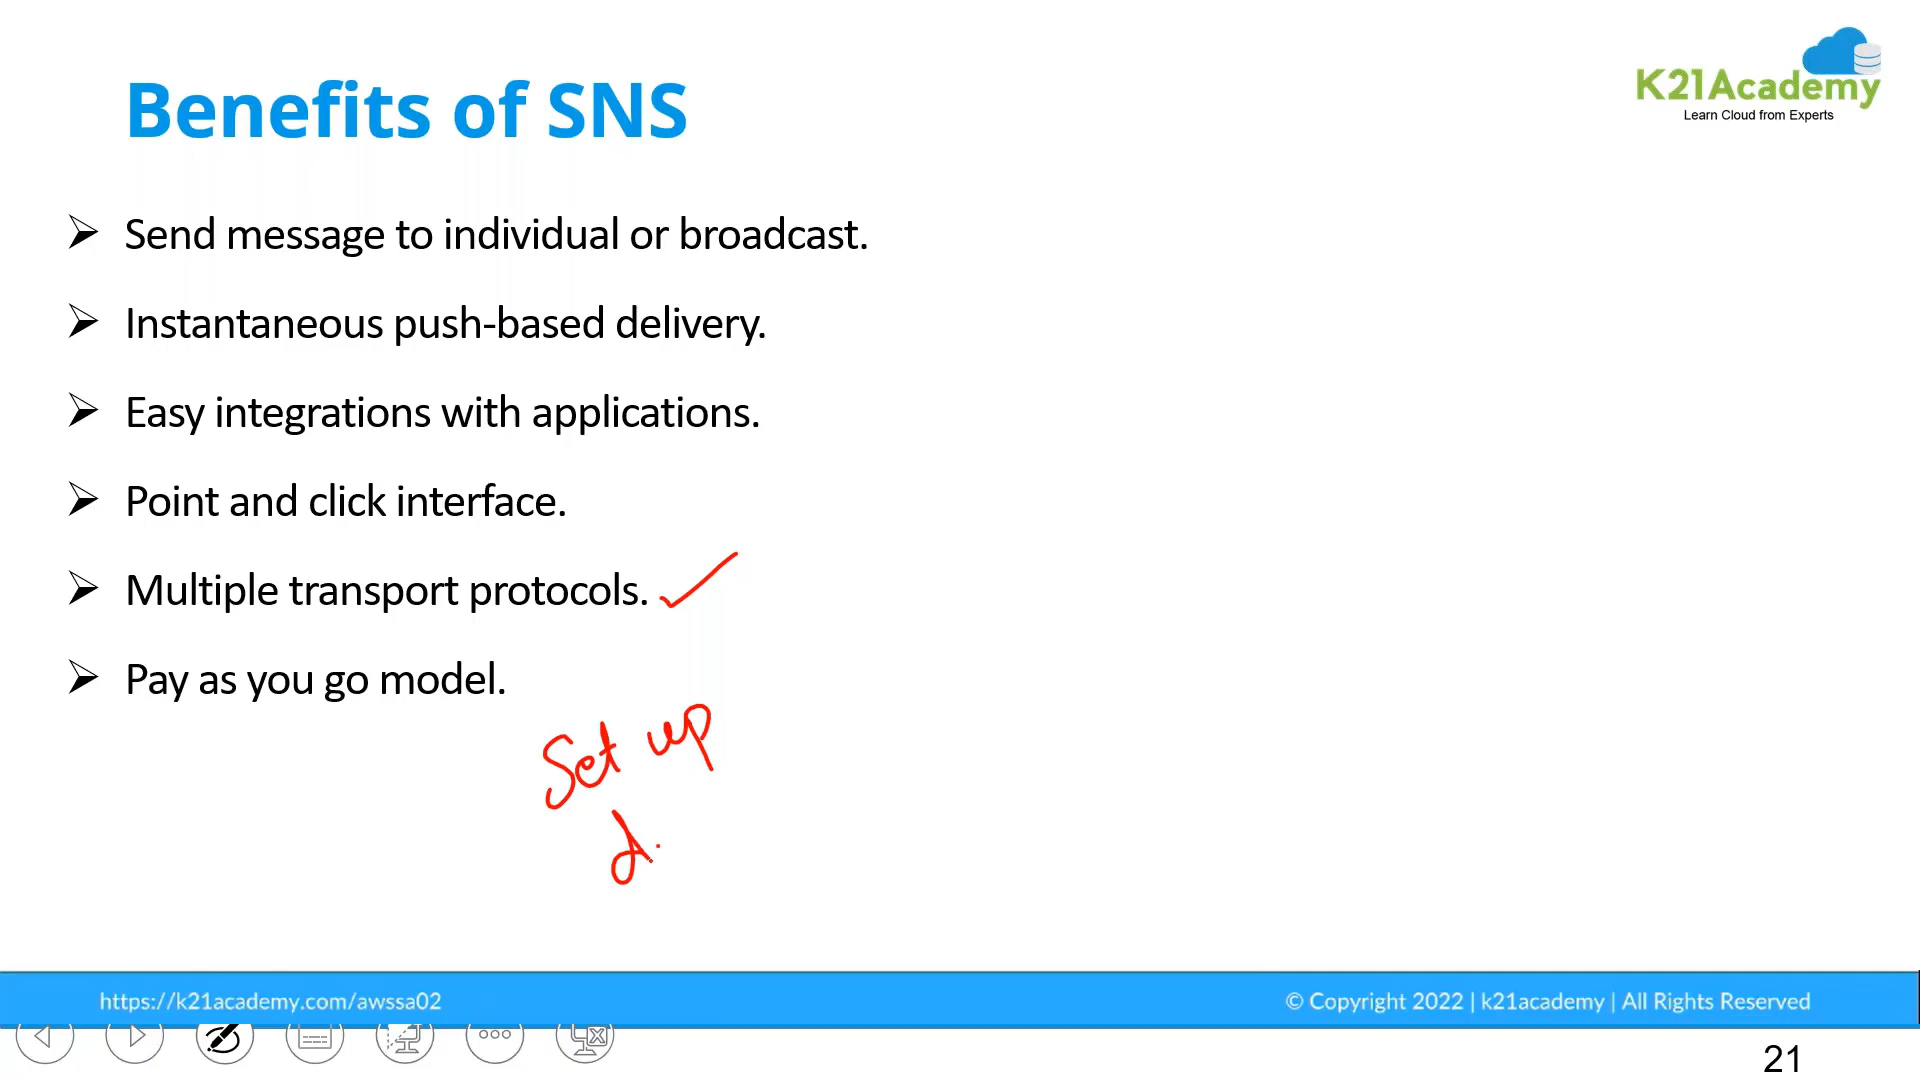 Benefits of SNS
K21Academy
Learn Cloud from Experts
Send message to individual or broadcast.
Instantaneous push-based delivery.
Easy integrations with applications.
Point and click interface.
Multiple transport protocols.
Pay as you go model.
Set up
d
https://k21academy.com/awssa02
© Copyright 2022 | k21academy | All Rights Reserved
21